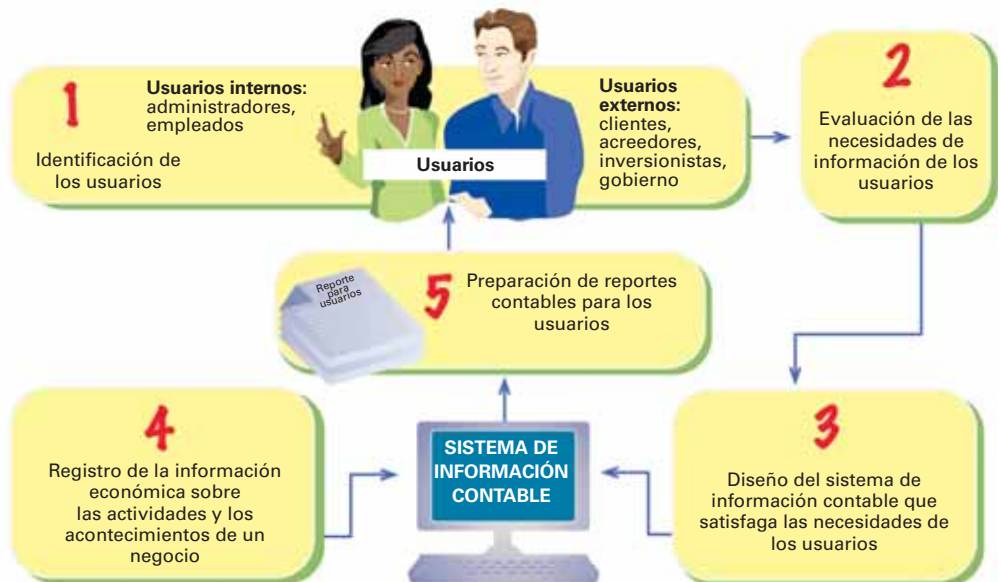 1
Identificación de
los usuarios
Usuarios internos:
administradores,
empleados
Usuarios
Usuarios
externos:
clientes,
acreedores,
inversionistas,
gobierno
2
Evaluación de las
necesidades de
información de los
usuarios
Reporte
para
usuarios
5
Preparación de reportes
contables para los
usuarios
4
Registro de la información
económica sobre
las actividades y los
acontecimientos de un
negocio
SISTEMA DE
INFORMACIÓN
CONTABLE
3
Diseño del sistema de
información contable que
satisfaga las necesidades de
los usuarios